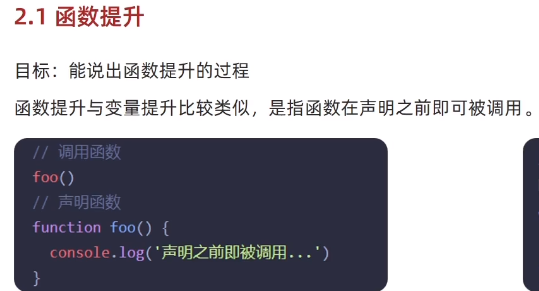 2.1 函数提升
目标：能说出函数提升的过程
函数提升与变量提升比较类似，是指函数在声明之前即可被调用。
// 调用函数
foo()
// 声明函数
function foo() {
  console.log('声明之前即被调用...')
}